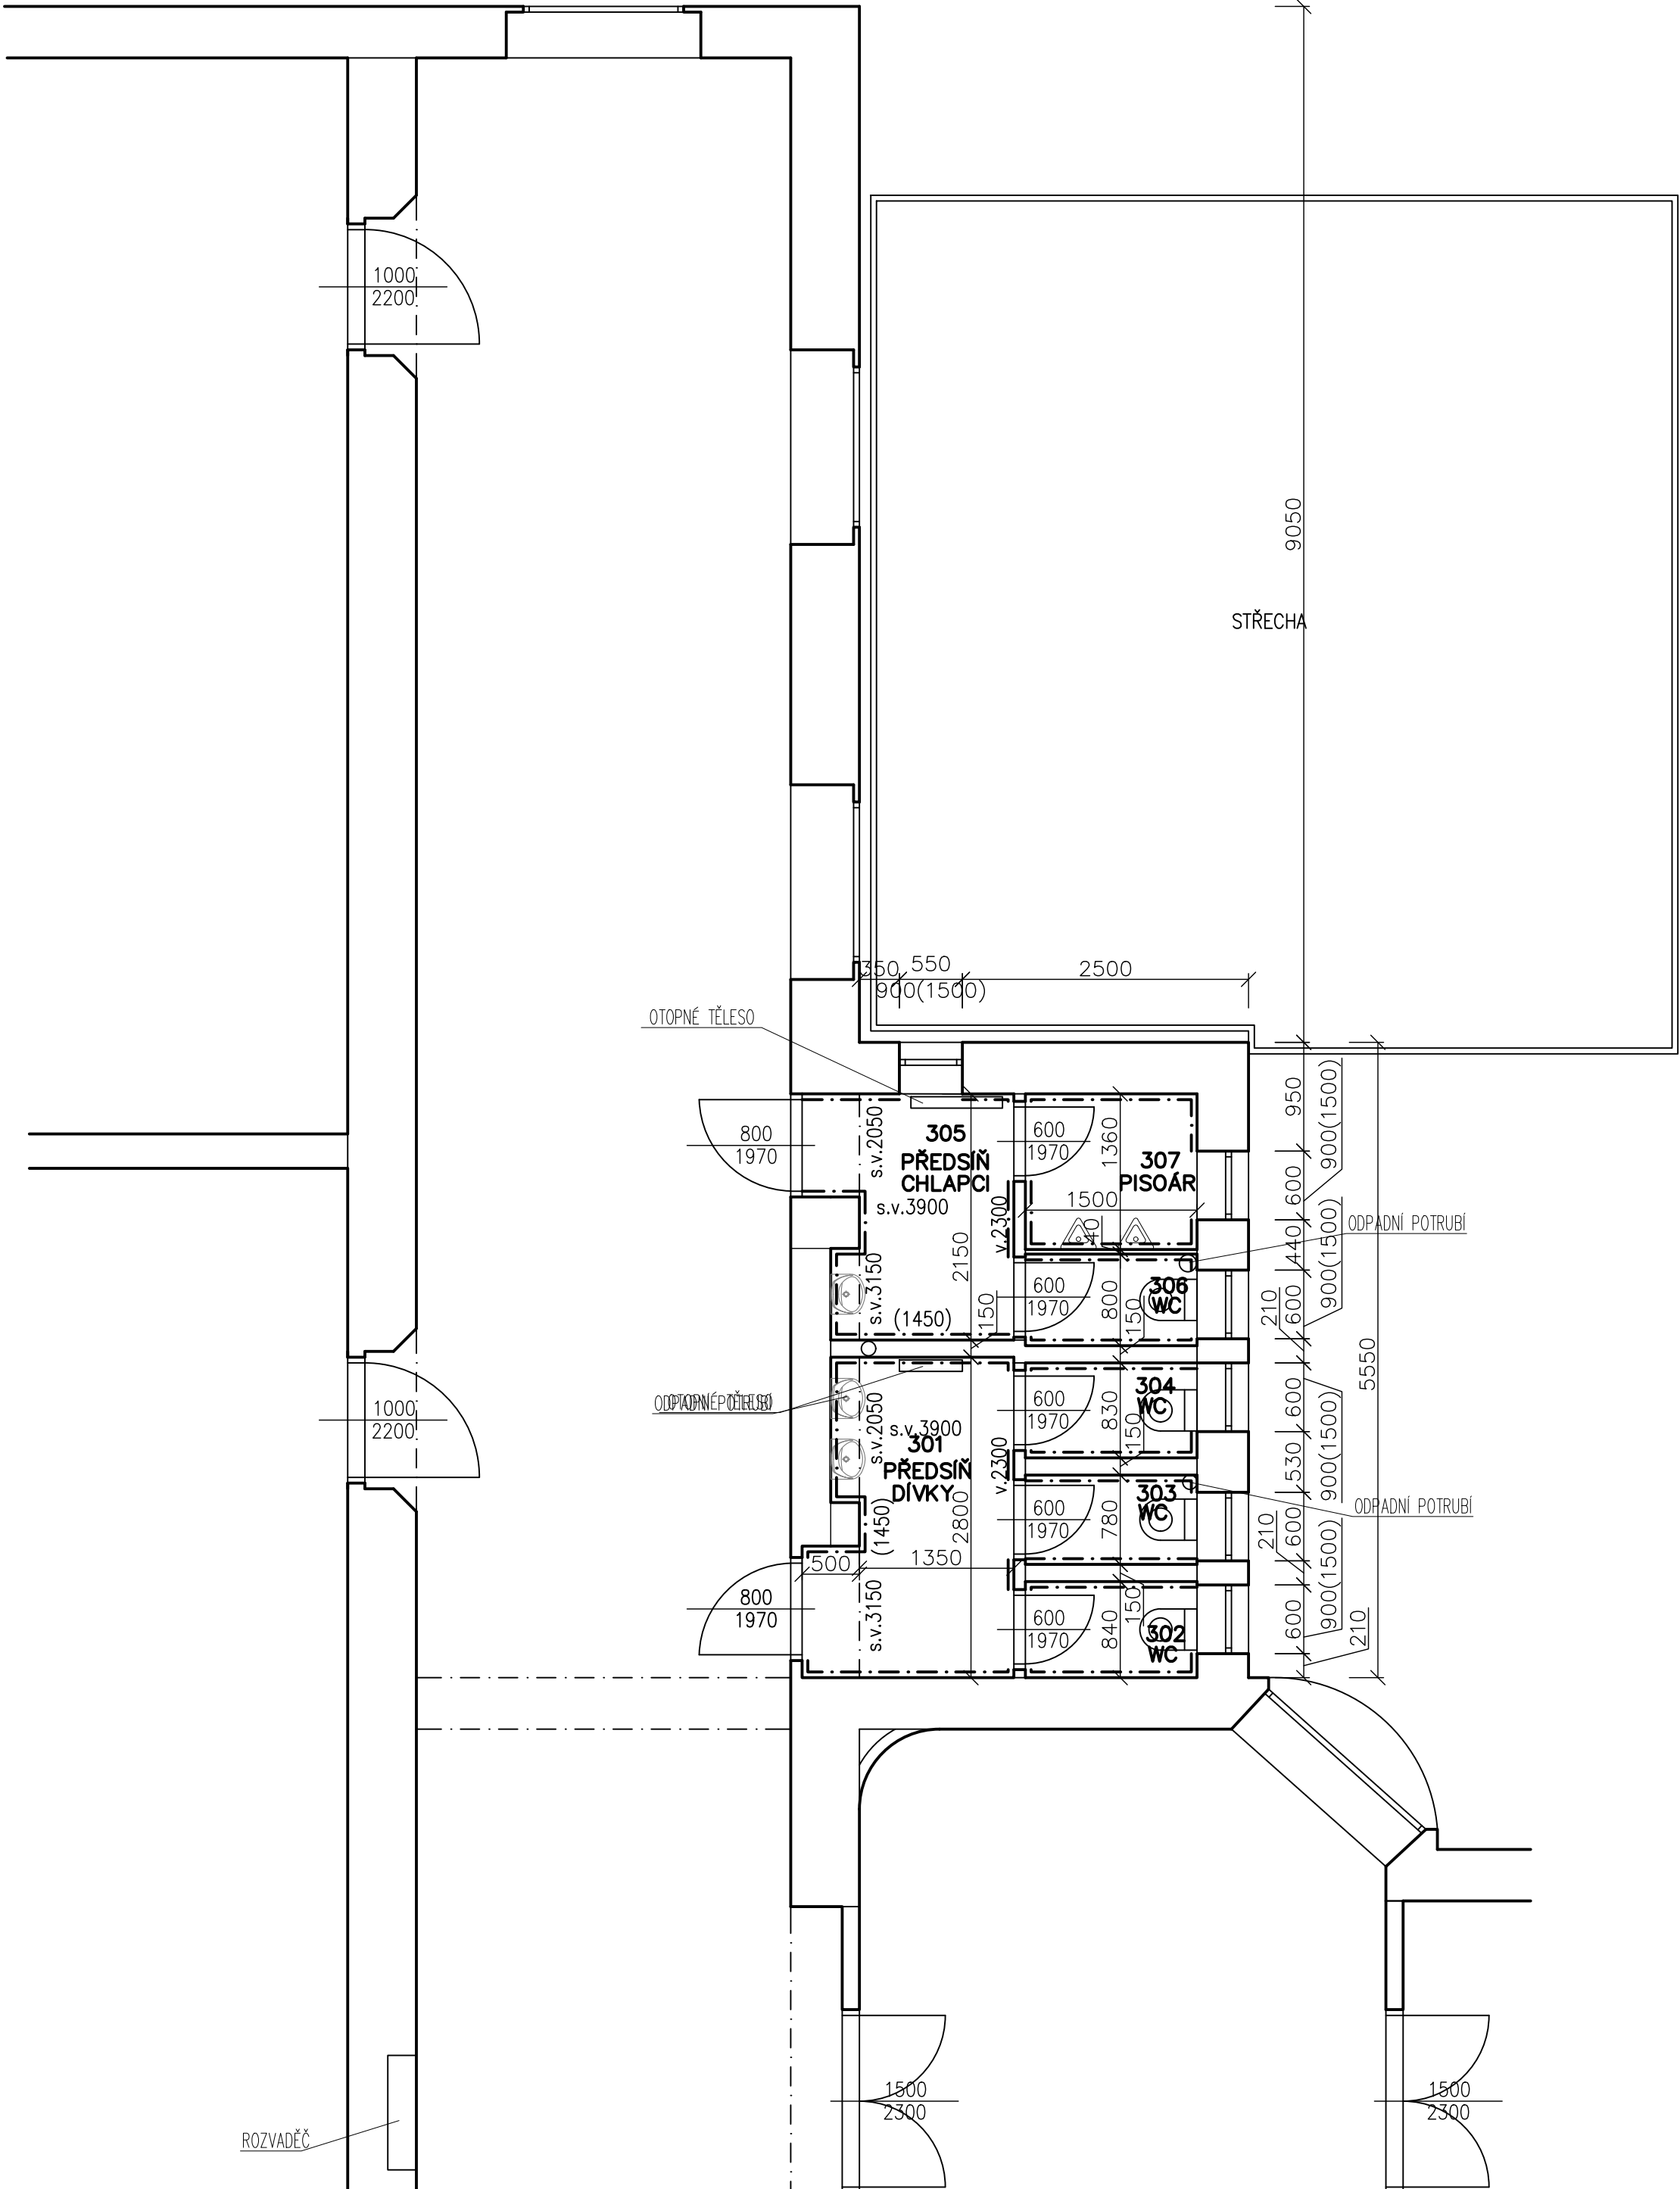 1000
2200
9050
STŘECHA
350
550
2500
900(1500)
OTOPNÉ TĚLESO
950
900(1500)
800
1970
s.v.2050
305
PŘEDSÍŇ
CHLAPCI
s.v.3900
600
1970
1360
307
PISOÁR
1500
600
v.2300
40
440
900(1500)
ODPADNÍ POTRUBÍ
2150
s.v.3150
(1450)
150
600
1970
800
150
306
WC
210
600
5550
1000
2200
ODPADNÍ POTRUBÍ
OTOPNÉ TĚLESO
s.v.2050
s.v.3900
301
PŘEDSÍŇ
DÍVKY
v.2300
600
1970
830
150
304
WC
600
900(1500)
530
(1450)
2800
600
1970
780
303
WC
ODPADNÍ POTRUBÍ
210
600
900(1500)
500
1350
800
1970
s.v.3150
600
1970
840
150
302
WC
600
210
1500
2300
1500
2300
ROZVADĚČ